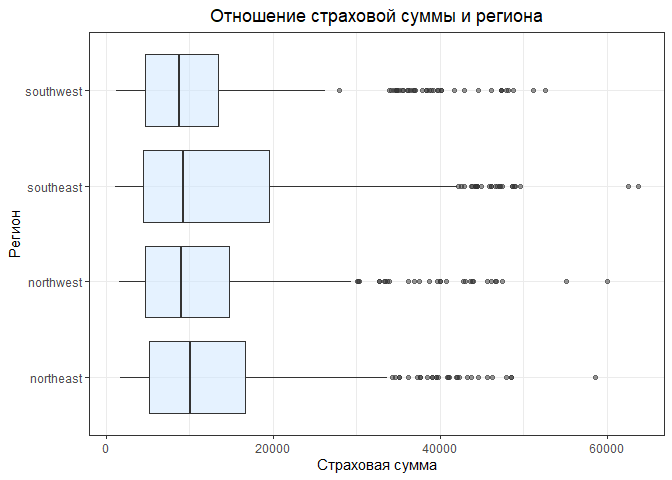 Отношение страховой суммы и региона
southwest
southeast
northwest
northeast
Регион
0 20000 40000 60000
Страховая сумма